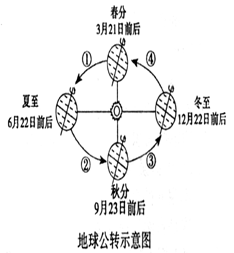 春分
3月21日前后
① ④
夏至
6月22日前后
冬至
12月22日前后
② ③
秋分
9月23日前后
地球公转示意图